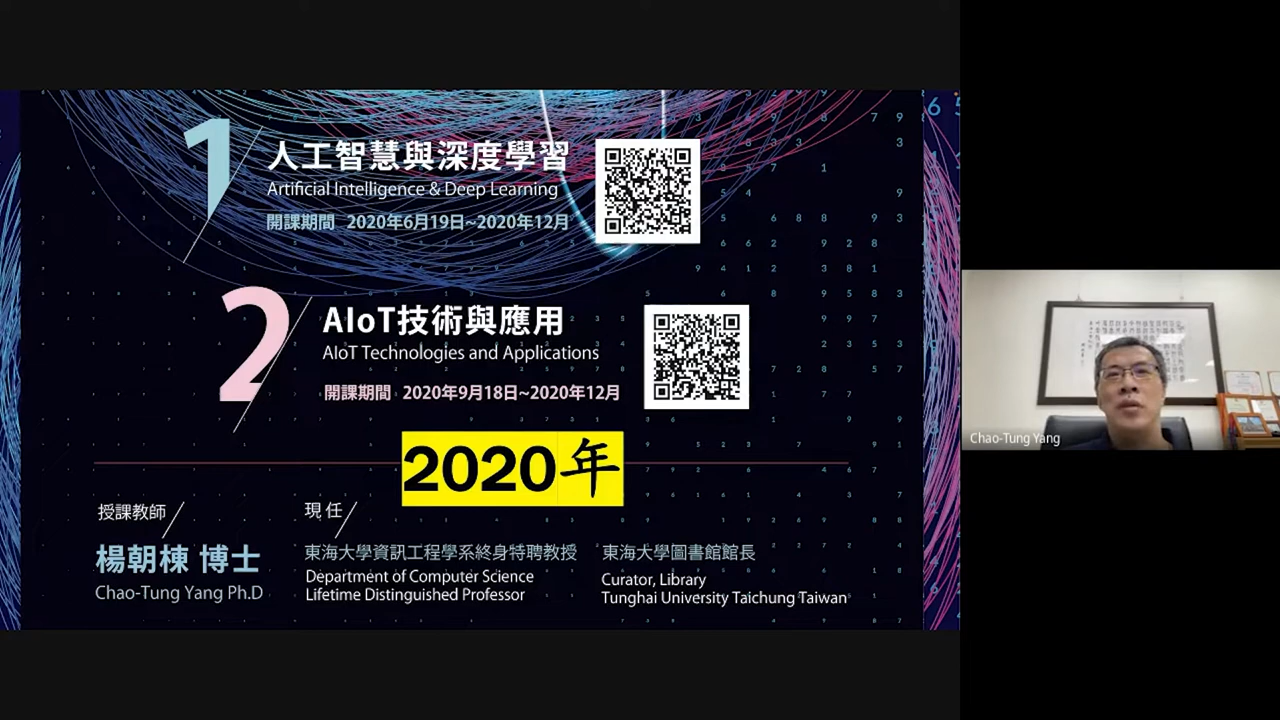 1
人工智慧與深度學習
Artificial Intelligence & Deep Learning
開課期間 2020年6月19日~2020年12月
2
AIoT技術與應用
AIoT Technologies and Applications
開課期間 2020年9月18日~2020年12月
2020年
授課教師
楊朝棟 博士
Chao-Tung Yang Ph.D
現任
東海大學資訊工程學系終身特聘教授
Department of Computer Science
Lifetime Distinguished Professor
東海大學圖書館館長
Curator, Library
Tunghai University Taichung Taiwan
Chao-Tung Yang